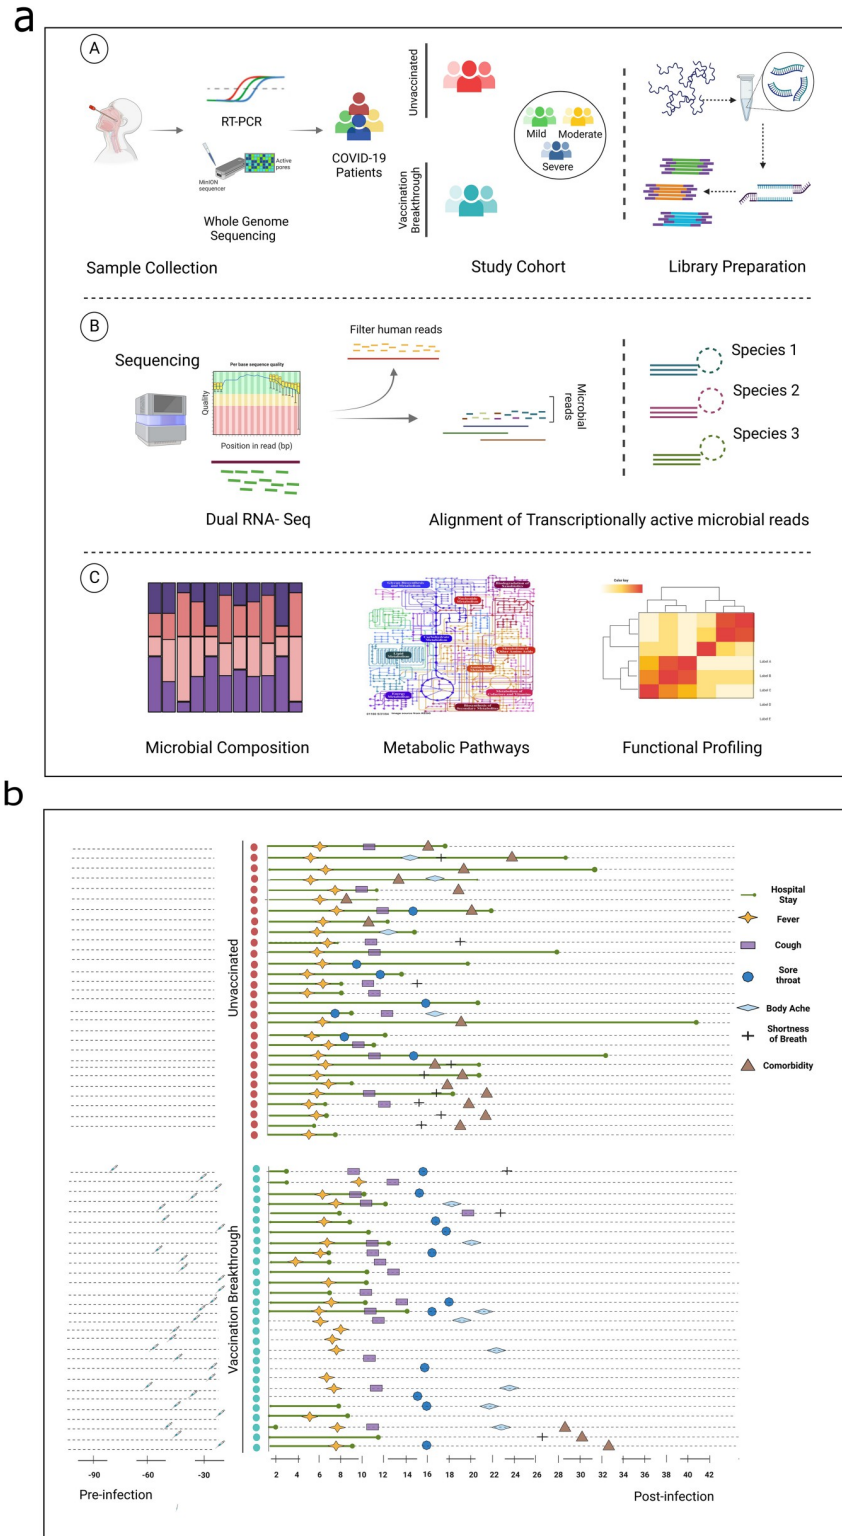 a
A
RT-PCR
MinION
sequencer
Active
pores
Whole Genome
Sequencing
COVID-19
Patients
Sample Collection
Unvaccinated
Vaccination
Breakthrough
Mild
Moderate
Severe
Study Cohort
Library Preparation
B
Sequencing
Per base sequence quality
Quality
Position in read (bp)
Dual RNA- Seq
Filter human reads
Microbial
reads
Species 1
Species 2
Species 3
Alignment of Transcriptionally active microbial reads
C
Microbial Composition
Metabolic Pathways
Color key
Label A
Label B
Label C
Label D
Label E
Functional Profiling
b
Unvaccinated
Vaccination Breakthrough
Hospital
Stay
Fever
Cough
Sore
throat
Body Ache
Shortness
of Breath
Comorbidity
-90 -60 -30
2 4 6 8 10 12 14 16 18 20 22 24 26 28 30 32 34 36 38 40 42
Pre-infection
Post-infection